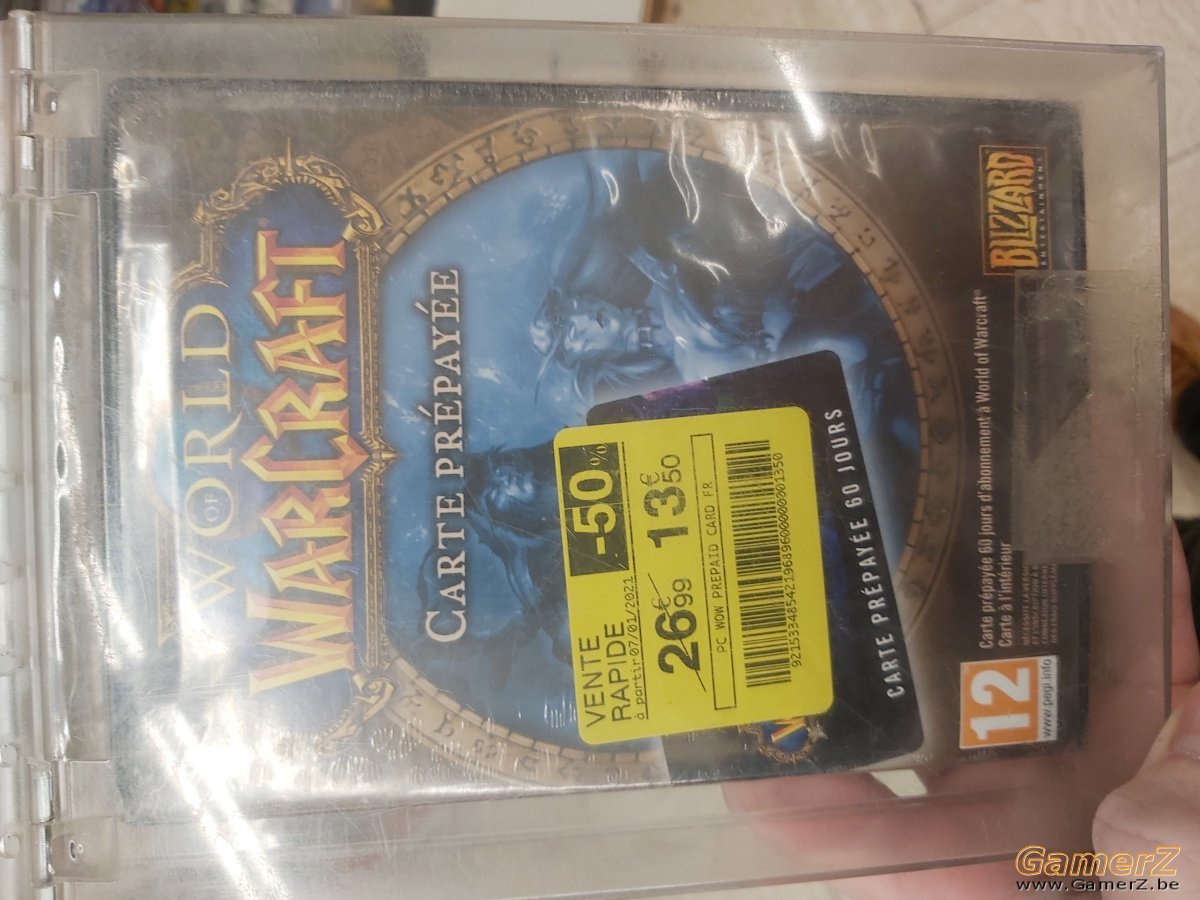 WORLD
OF
WARCRAFT
CARTE PRÉPAYÉE
VENTE
RAPIDE
-50%
à partir 07/01/2021
26€99 13€50
PC WOW PREPAID CARD FR
CARTE PRÉPAYÉE 60 JOURS
12
www.pegi.info
Carte prépayée 60 jours d'abonnement à World of Warcraft®
Carte à l'intérieur
BLIZZARD
ENTERTAINMENT
GamerZ
www.GamerZ.be